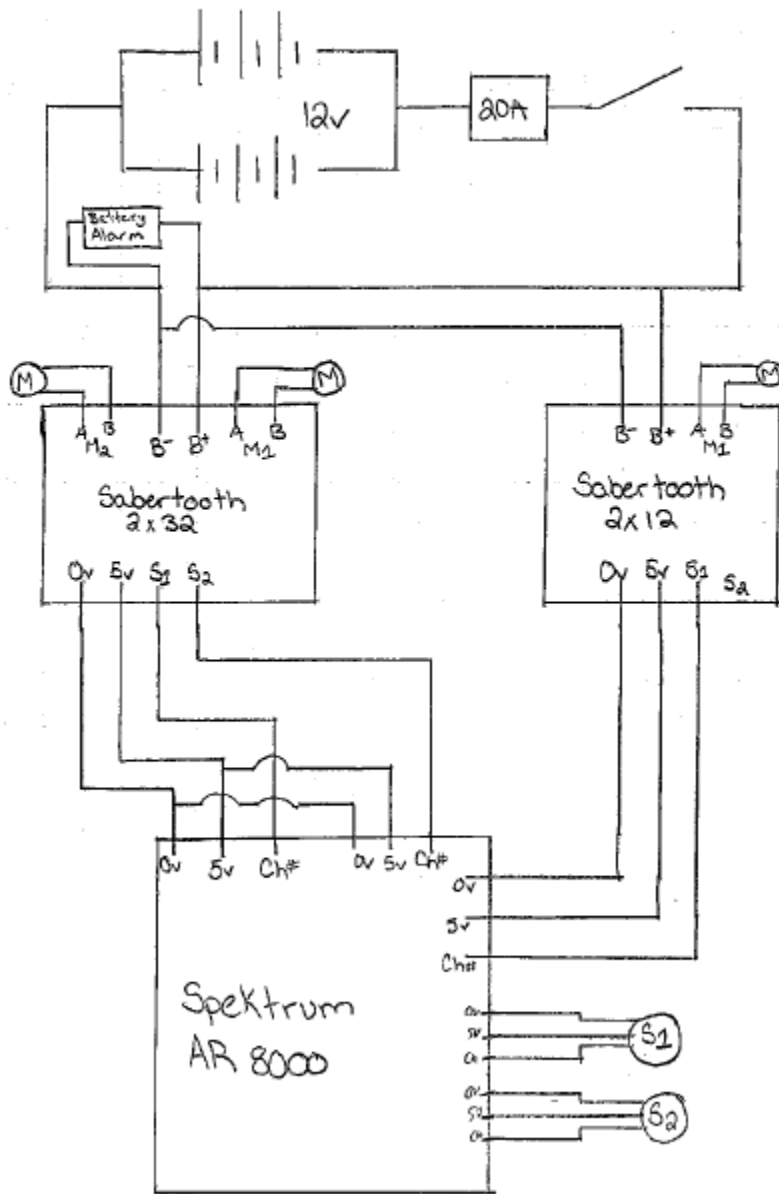 12v
20A
Battery
Alarm
M
M
M
A B B- B+ A B
M2 M1
B- B+ A B
M1
Sabertooth
2x32
Sabertooth
2x12
0v 5v S1 S2
0v 5v S1 S2
0v 5v Ch# 0v 5v Ch#
0v
5v
Ch#
Spektrum
AR 8000
0v
5v
Ch
S1
0v
5v
Ch
S2